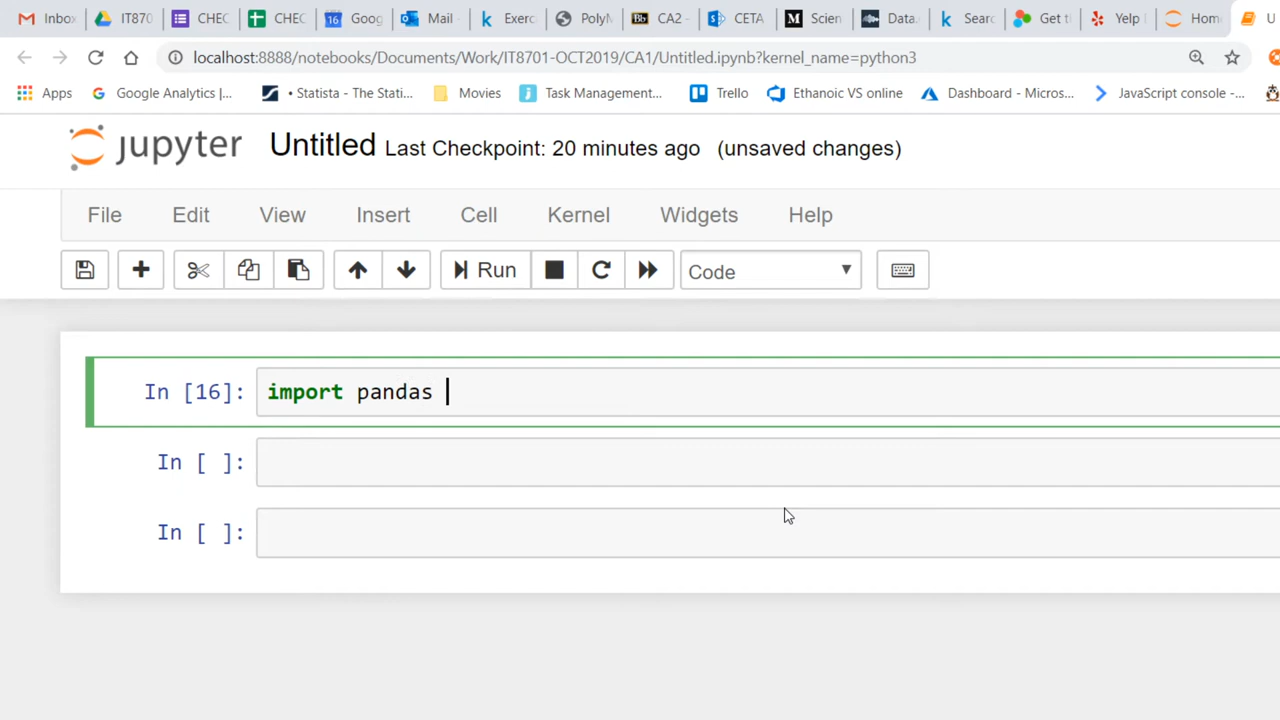 Inbo IT870 CHEC CHEC 16 Goog Mail k Exerc PolyM Bb CA2 - CETA M Scien Data. k Searc Get t Yelp Hom U
localhost:8888/notebooks/Documents/Work/IT8701-OCT2019/CA1/Untitled.ipynb?kernel_name=python3
Apps G Google Analytics |... • Statista - The Stati... Movies Task Management... Trello Ethanoic VS online Dashboard - Micros... JavaScript console -...
jupyter Untitled Last Checkpoint: 20 minutes ago (unsaved changes)
File Edit View Insert Cell Kernel Widgets Help
Run Code
In [16]: import pandas
In [ ]:
In [ ]: